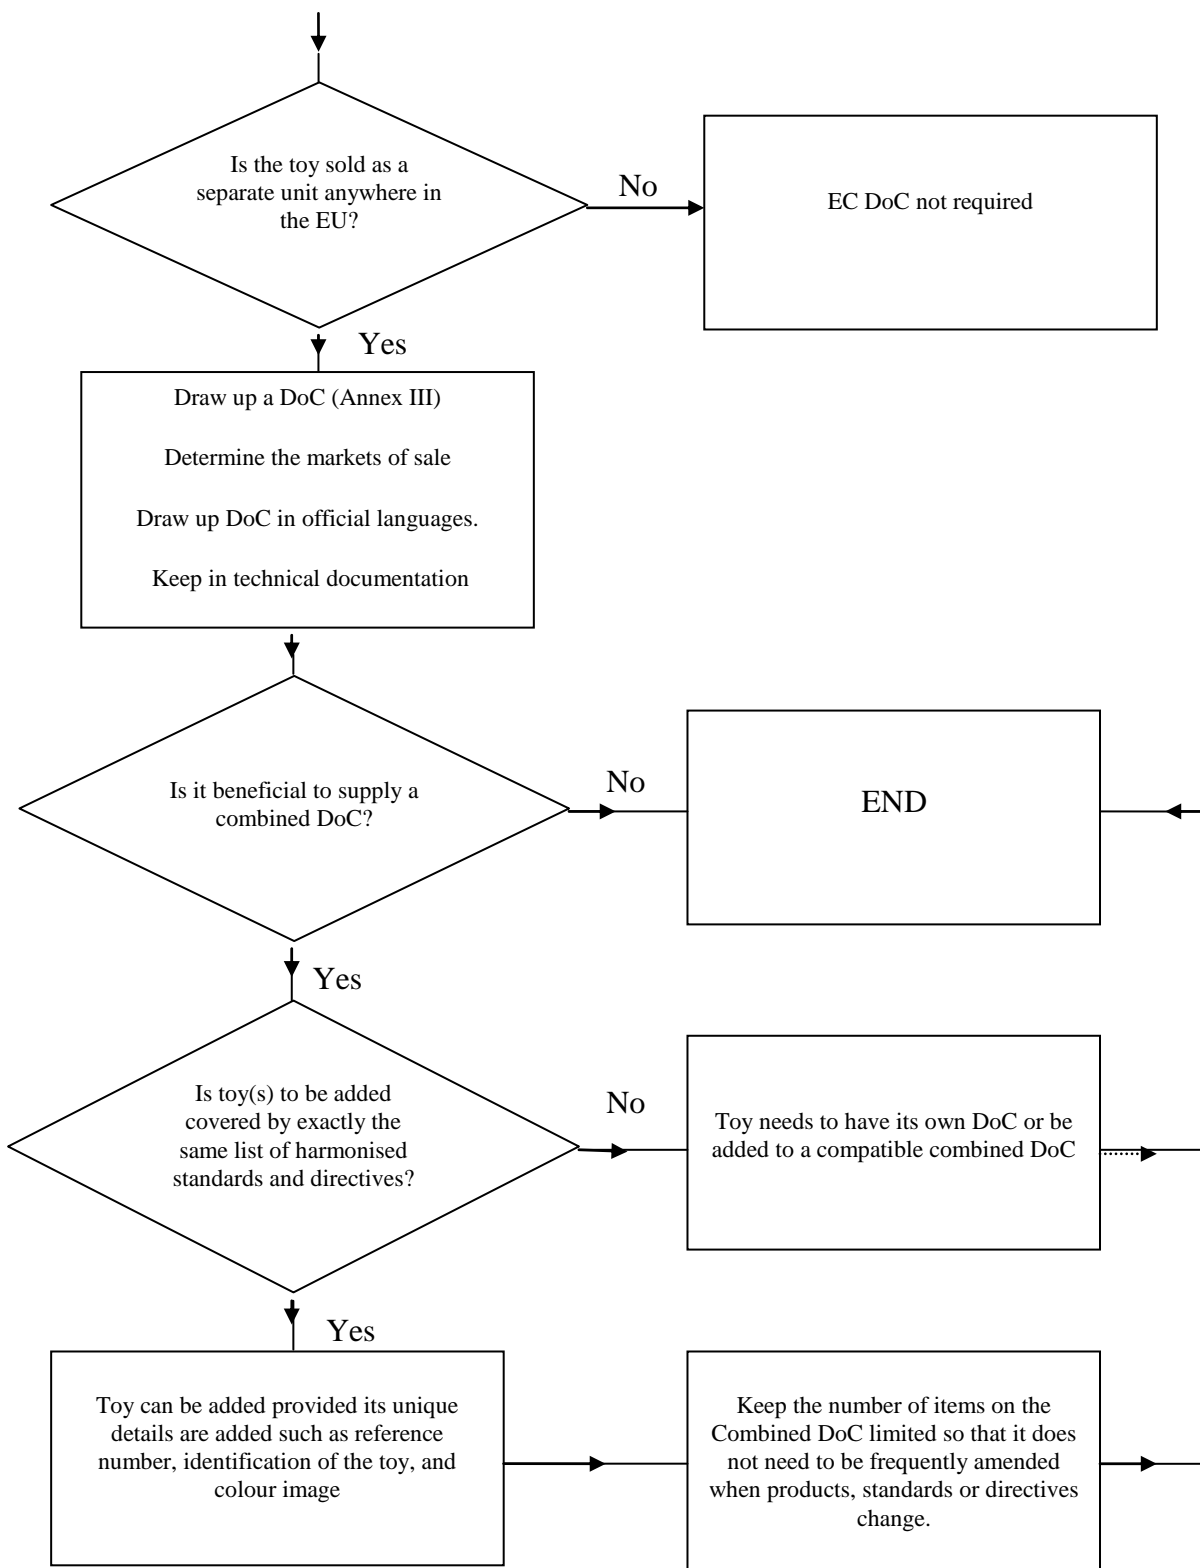 Is the toy sold as a
separate unit anywhere in
the EU?
No
EC DoC not required
Yes
Draw up a DoC (Annex III)
Determine the markets of sale
Draw up DoC in official languages.
Keep in technical documentation
Is it beneficial to supply a
combined DoC?
No
END
Yes
Is toy(s) to be added
covered by exactly the
same list of harmonised
standards and directives?
No
Toy needs to have its own DoC or be
added to a compatible combined DoC
Yes
Toy can be added provided its unique
details are added such as reference
number, identification of the toy, and
colour image
Keep the number of items on the
Combined DoC limited so that it does
not need to be frequently amended
when products, standards or directives
change.